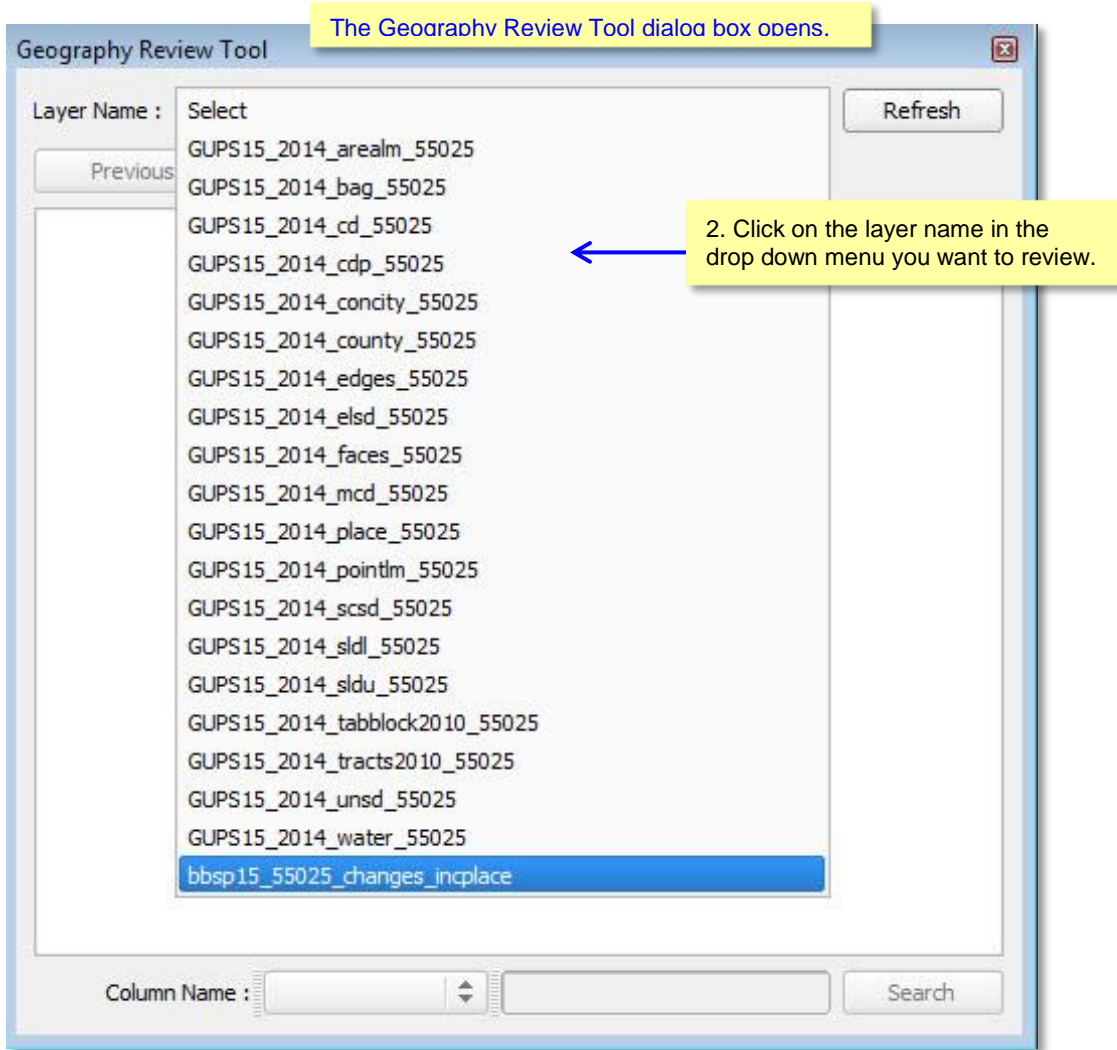 The Geography Review Tool dialog box opens.
Geography Review Tool
Layer Name : Select Refresh
Previous
GUPS15_2014_arealm_55025
GUPS15_2014_bag_55025
GUPS15_2014_cd_55025
2. Click on the layer name in the
drop down menu you want to review.
GUPS15_2014_cdp_55025
GUPS15_2014_concity_55025
GUPS15_2014_county_55025
GUPS15_2014_edges_55025
GUPS15_2014_elsd_55025
GUPS15_2014_faces_55025
GUPS15_2014_mcd_55025
GUPS15_2014_place_55025
GUPS15_2014_pointlm_55025
GUPS15_2014_scsd_55025
GUPS15_2014_sldl_55025
GUPS15_2014_sldu_55025
GUPS15_2014_tabblock2010_55025
GUPS15_2014_tracts2010_55025
GUPS15_2014_unsd_55025
GUPS15_2014_water_55025
bbsp15_55025_changes_incplace
Column Name : Search